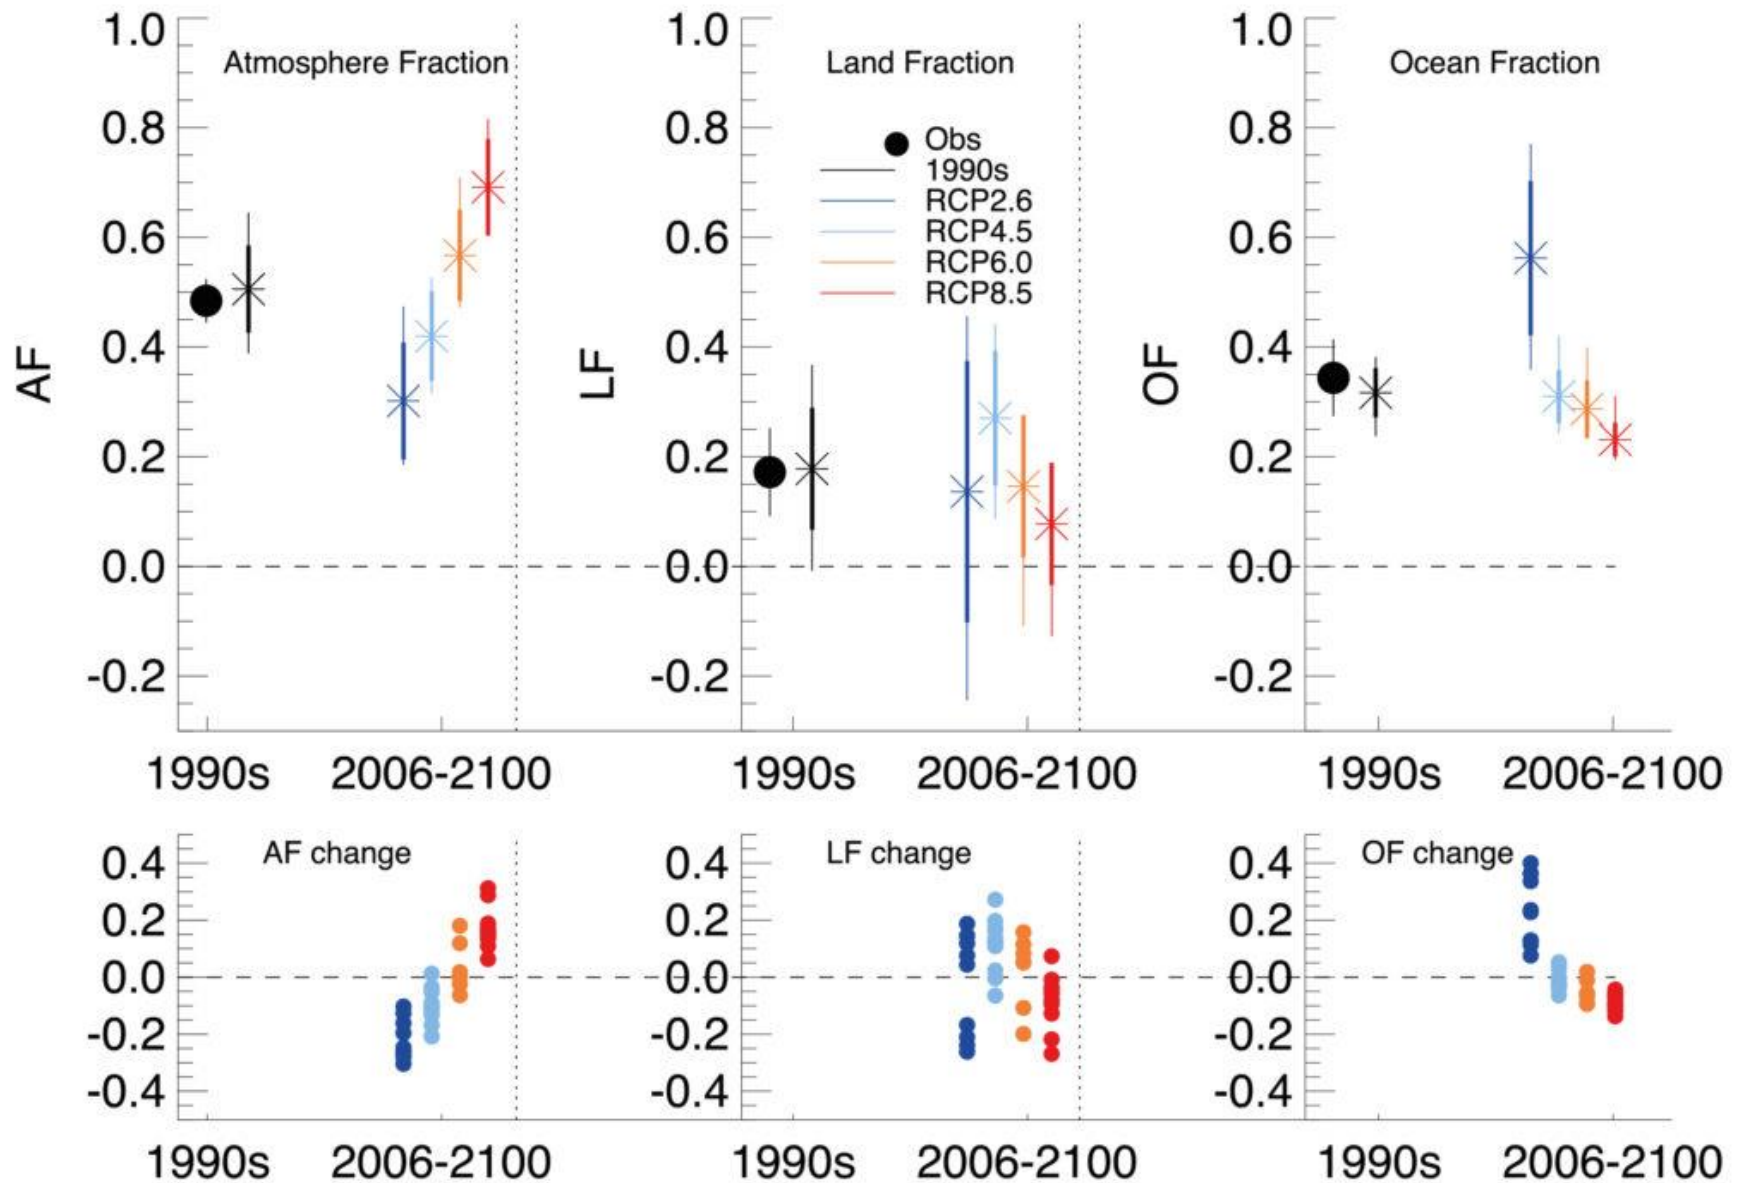 Atmosphere Fraction
AF
1.0
0.8
0.6
0.4
0.2
0.0
-0.2
1990s
2006-2100
Land Fraction
Obs
1990s
RCP2.6
RCP4.5
RCP6.0
RCP8.5
LF
1.0
0.8
0.6
0.4
0.2
0.0
-0.2
1990s
2006-2100
Ocean Fraction
OF
1.0
0.8
0.6
0.4
0.2
0.0
-0.2
1990s
2006-2100
AF change
0.4
0.2
0.0
-0.2
-0.4
1990s
2006-2100
LF change
0.4
0.2
0.0
-0.2
-0.4
1990s
2006-2100
OF change
0.4
0.2
0.0
-0.2
-0.4
1990s
2006-2100